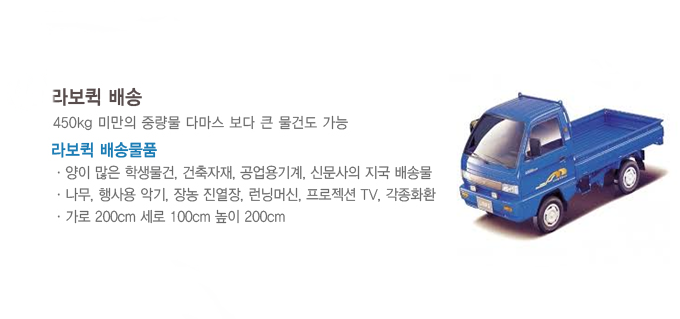 라보퀵 배송
450kg 미만의 중량물 다마스 보다 큰 물건도 가능
라보퀵 배송물품
· 양이 많은 학생물건, 건축자재, 공업용기계, 신문사의 지국 배송물
· 나무, 행사용 악기, 장농 진열장, 런닝머신, 프로젝션 TV, 각종화환
· 가로 200cm 세로 100cm 높이 200cm